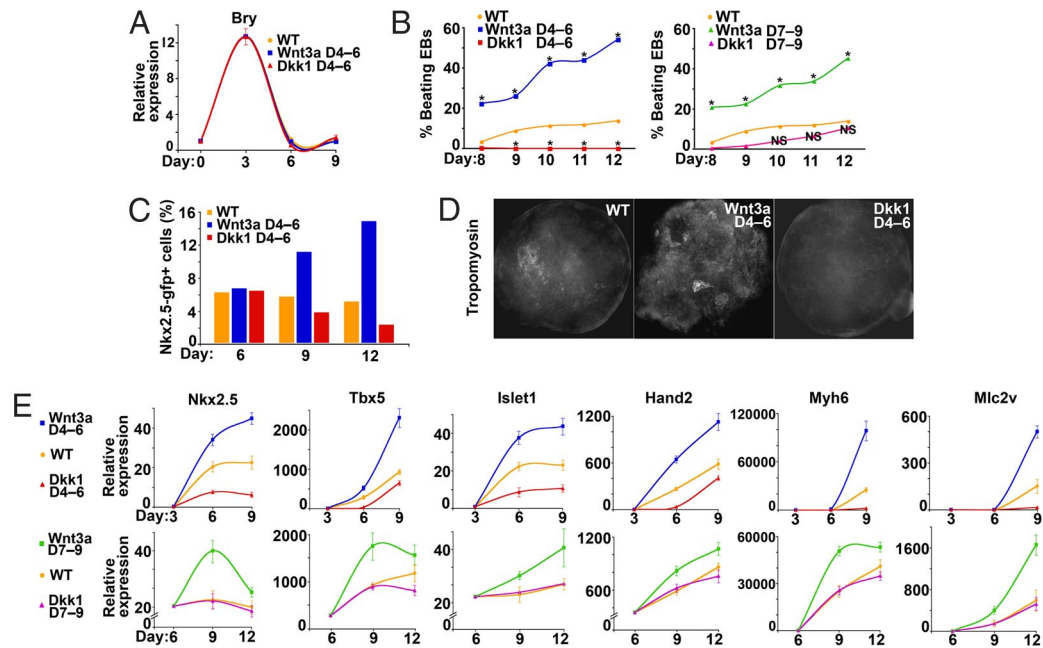 A
Bry
WT
Wnt3a D4–6
Dkk1 D4–6
Relative expression
12
8
4
0
Day:0 3 6 9
B
WT
Wnt3a D4–6
Dkk1 D4–6
% Beating EBs
60
40
20
0
* * * * *
* * * *
Day:8 9 10 11 12
WT
Wnt3a D7–9
Dkk1 D7–9
% Beating EBs
60
40
20
0
* * * * *
NS NS NS
Day:8 9 10 11 12
C
WT
Wnt3a D4–6
Dkk1 D4–6
Nkx2.5-gfp+ cells (%)
16
12
8
4
0
Day: 6 9 12
D
Tropomyosin
WT
Wnt3a
D4–6
Dkk1
D4–6
E
Wnt3a
D4–6
WT
Dkk1
D4–6
Relative expression
Nkx2.5
40
20
0
Day:3 6 9
Tbx5
2000
1000
0
3 6 9
Islet1
40
20
0
3 6 9
Hand2
1200
600
0
3 6 9
Myh6
120000
80000
40000
0
3 6 9
Mlc2v
600
300
0
3 6 9
Wnt3a
D7–9
WT
Dkk1
D7–9
Relative expression
40
20
0
Day:6 9 12
2000
1000
0
6 9 12
40
20
0
6 9 12
1200
600
0
6 9 12
60000
30000
0
6 9 12
1600
800
0
6 9 12